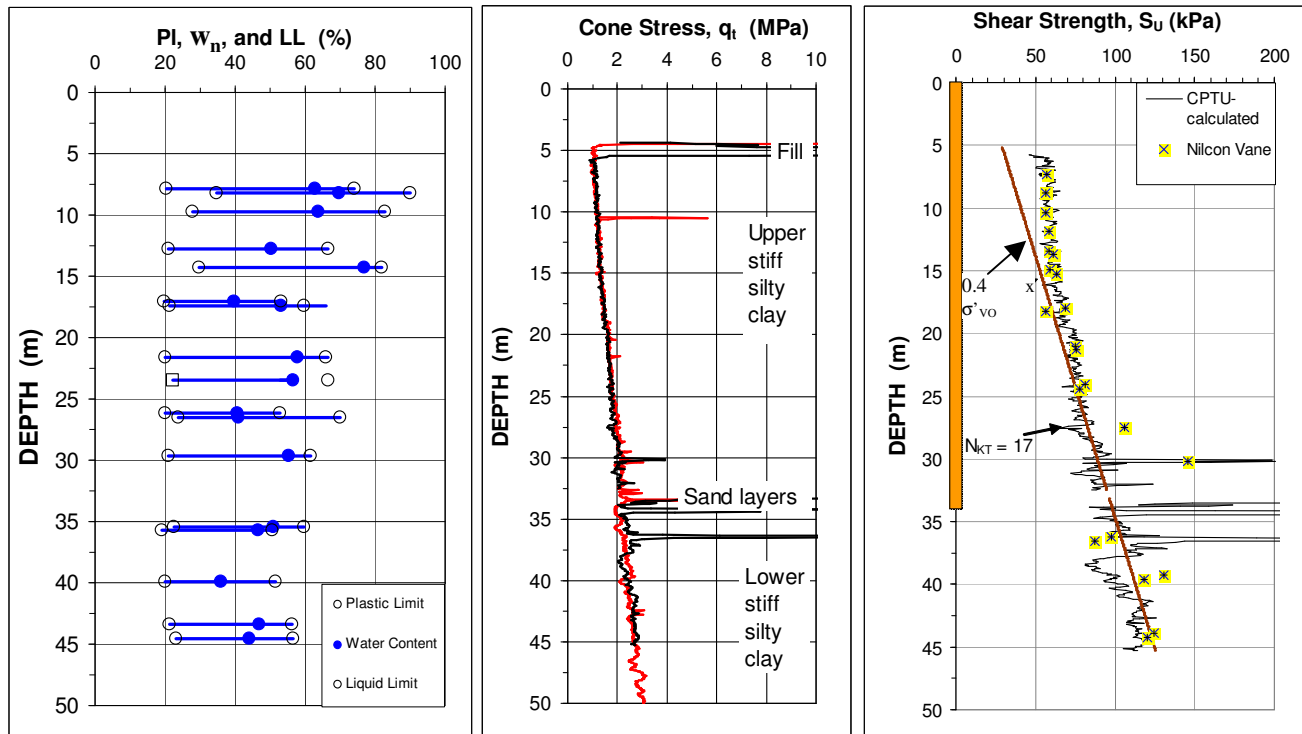 PI, wn, and LL (%)
0 20 40 60 80 100
DEPTH (m)
0
5
10
15
20
25
30
35
40
45
50
Plastic Limit
Water Content
Liquid Limit
Cone Stress, qt (MPa)
0 2 4 6 8 10
DEPTH (m)
0
5
10
15
20
25
30
35
40
45
50
Fill
Upper
stiff
silty
clay
Sand layers
Lower
stiff
silty
clay
Shear Strength, SU (kPa)
0 50 100 150 200
DEPTH (m)
0
5
10
15
20
25
30
35
40
45
50
CPTU-
calculated
Nilcon Vane
0.4 x'
σ'VO
NKT = 17